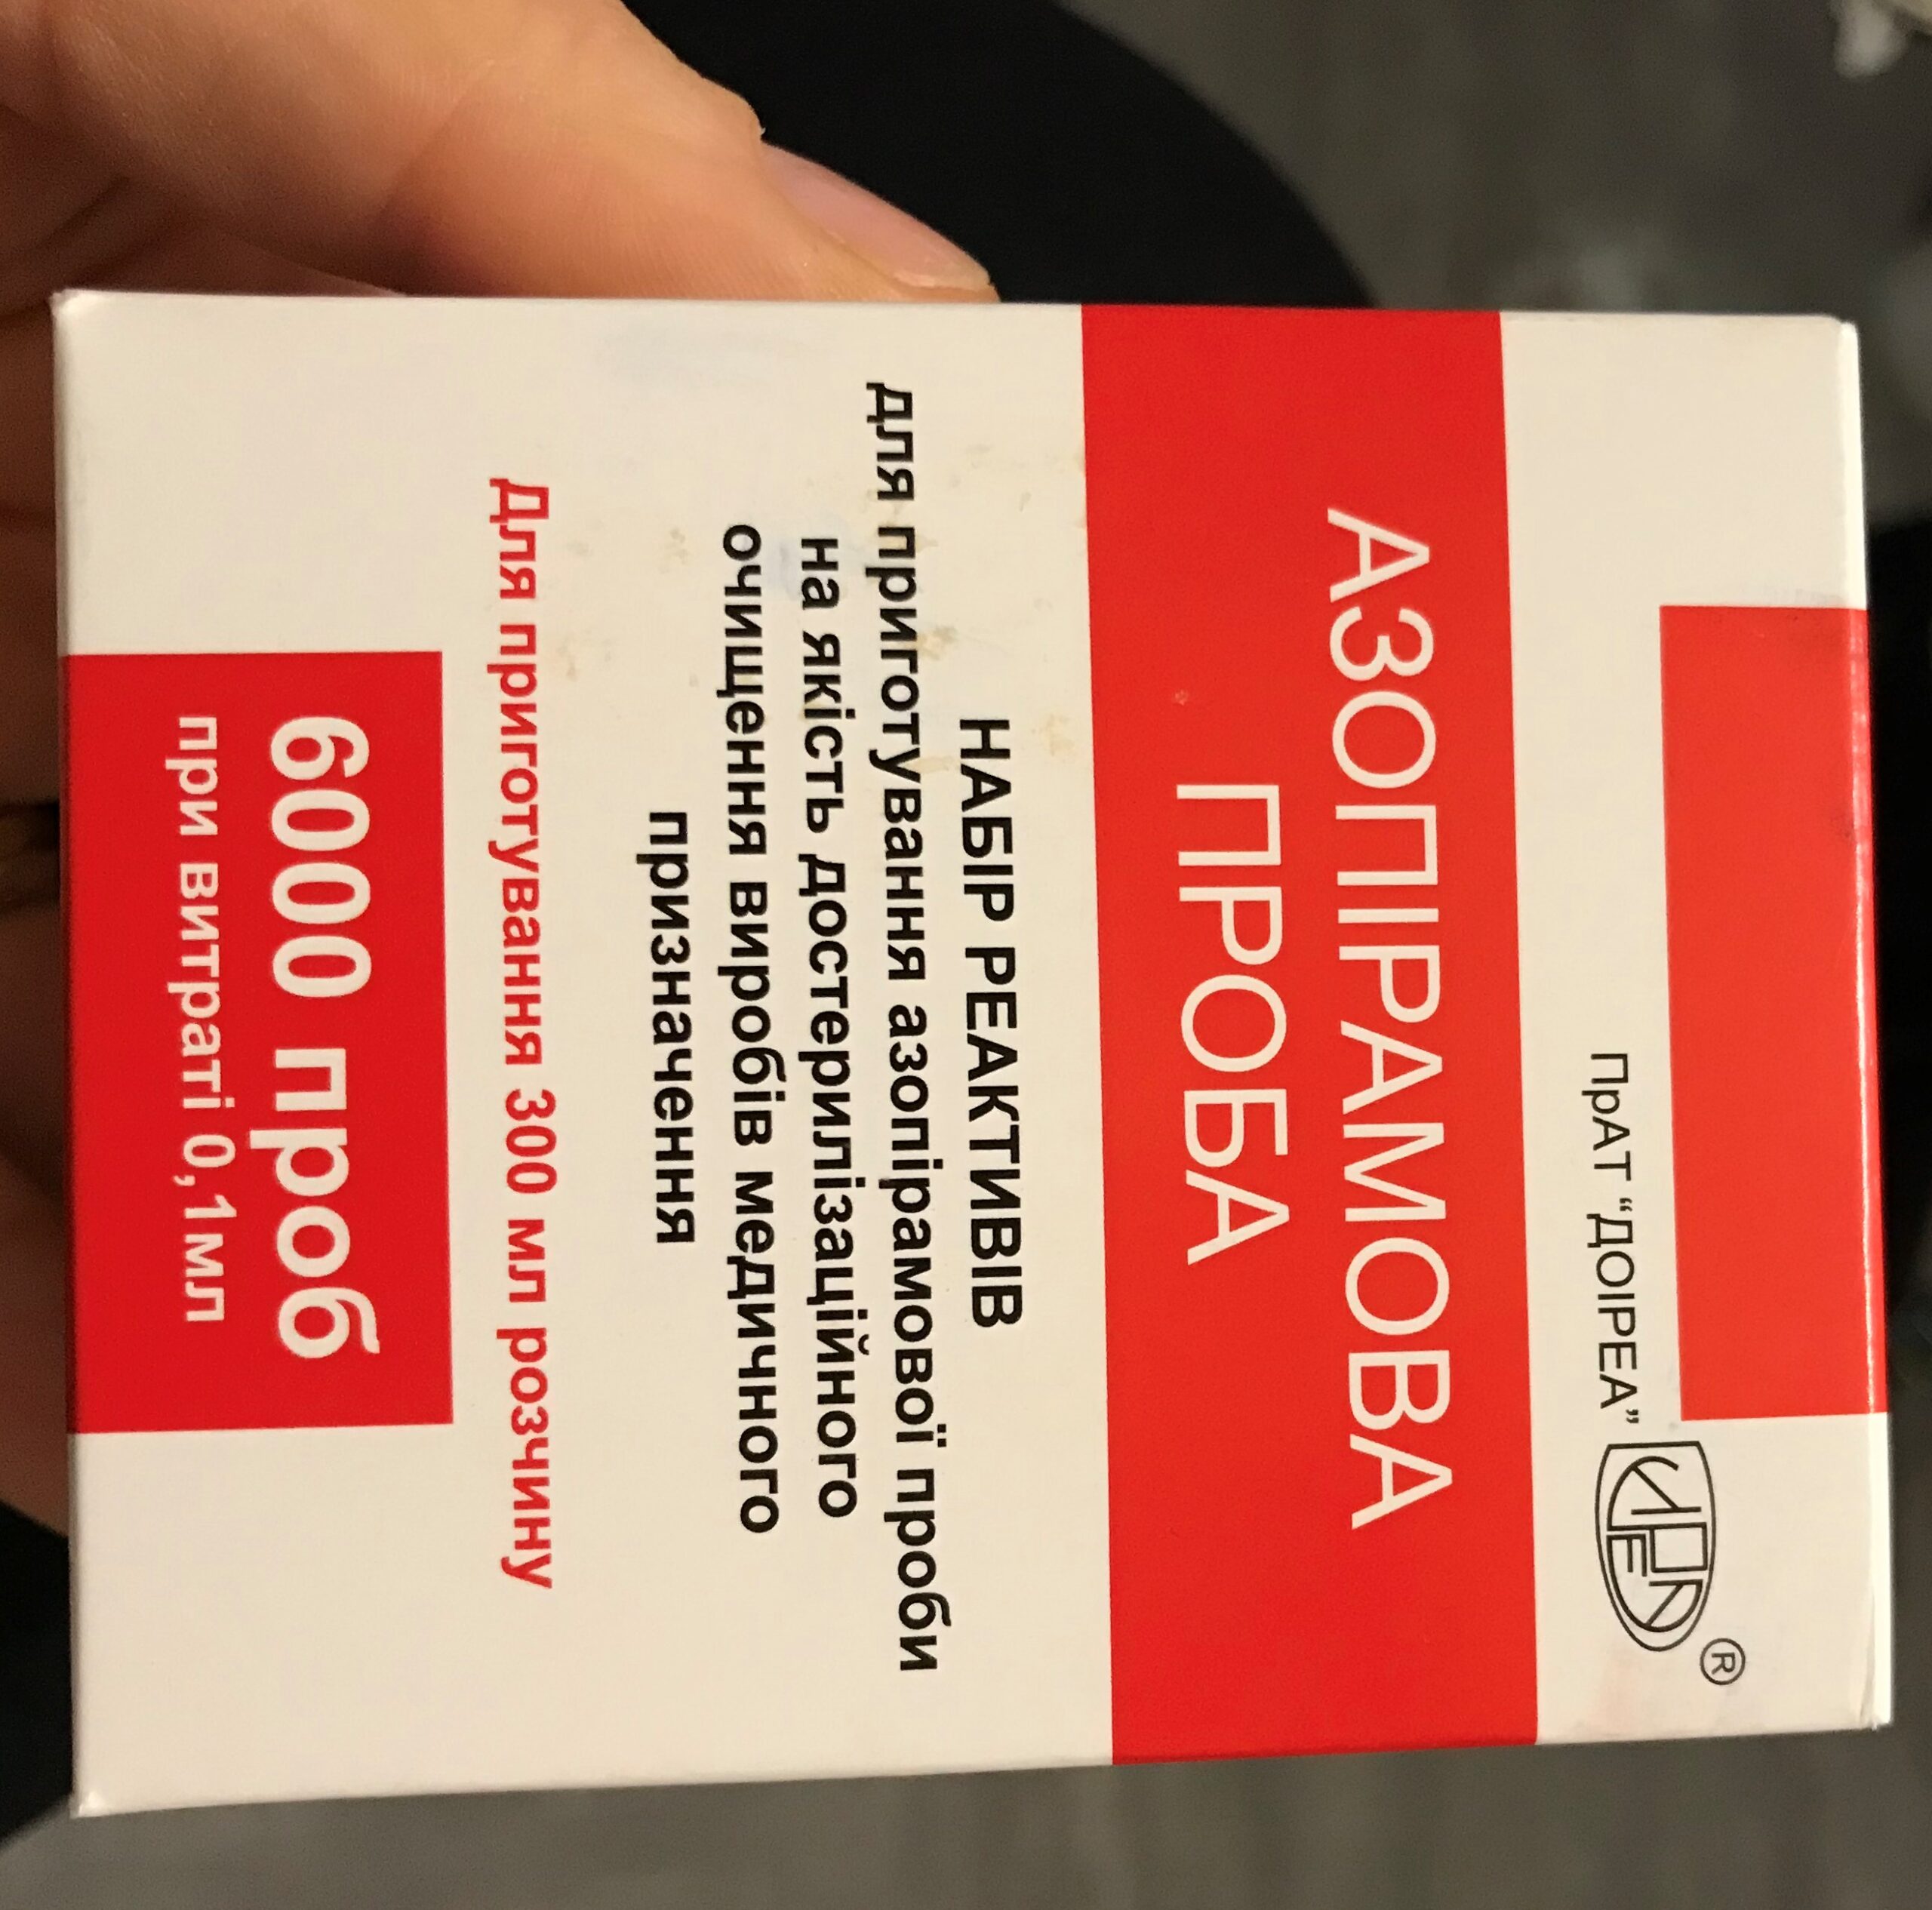 ПрАТ “ДОІРЕА”
®
АЗОПІРАМОВА
ПРОБА
НАБІР РЕАКТИВІВ
для приготування азопірамової проби
на якість достерилізаційного
очищення виробів медичного
призначення
Для приготування 300 мл розчину
6000 проб
при витраті 0,1мл